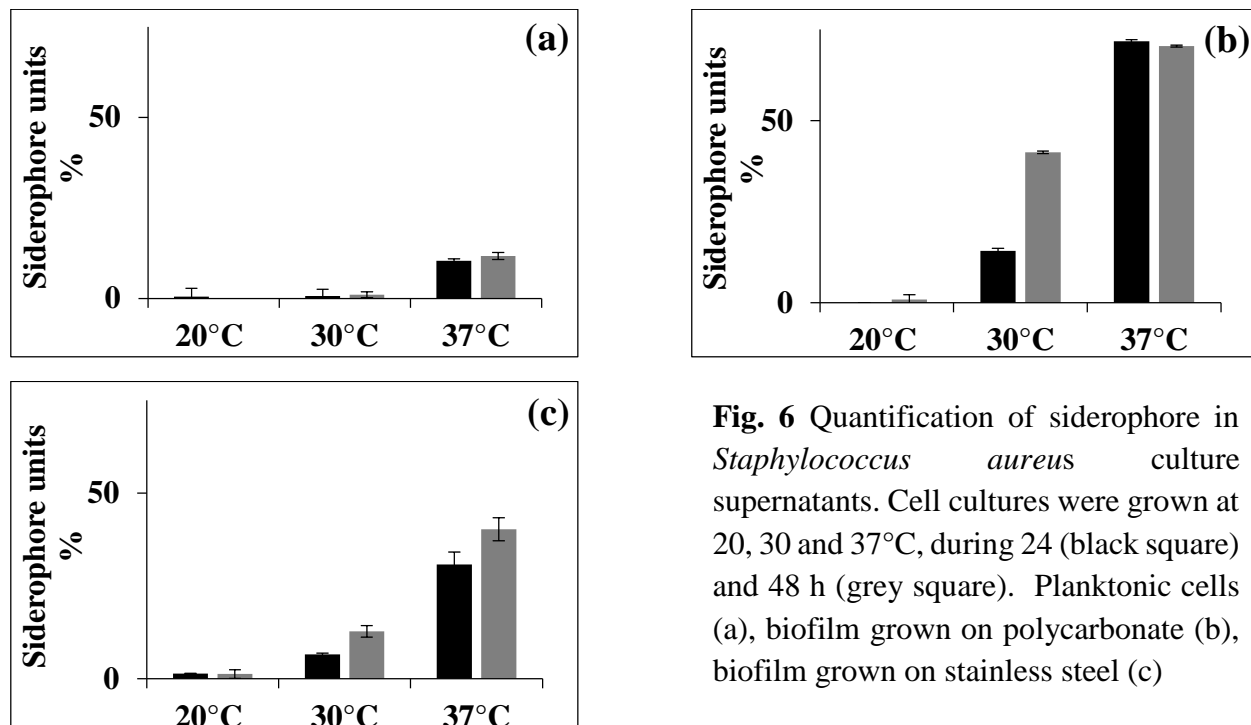 (a)
Siderophore units
%
50
0
20°C 30°C 37°C
(b)
Siderophore units
%
50
0
20°C 30°C 37°C
(c)
Siderophore units
%
50
0
20°C 30°C 37°C
Fig. 6 Quantification of siderophore in
Staphylococcus aureus culture
supernatants. Cell cultures were grown at
20, 30 and 37°C, during 24 (black square)
and 48 h (grey square). Planktonic cells
(a), biofilm grown on polycarbonate (b),
biofilm grown on stainless steel (c)